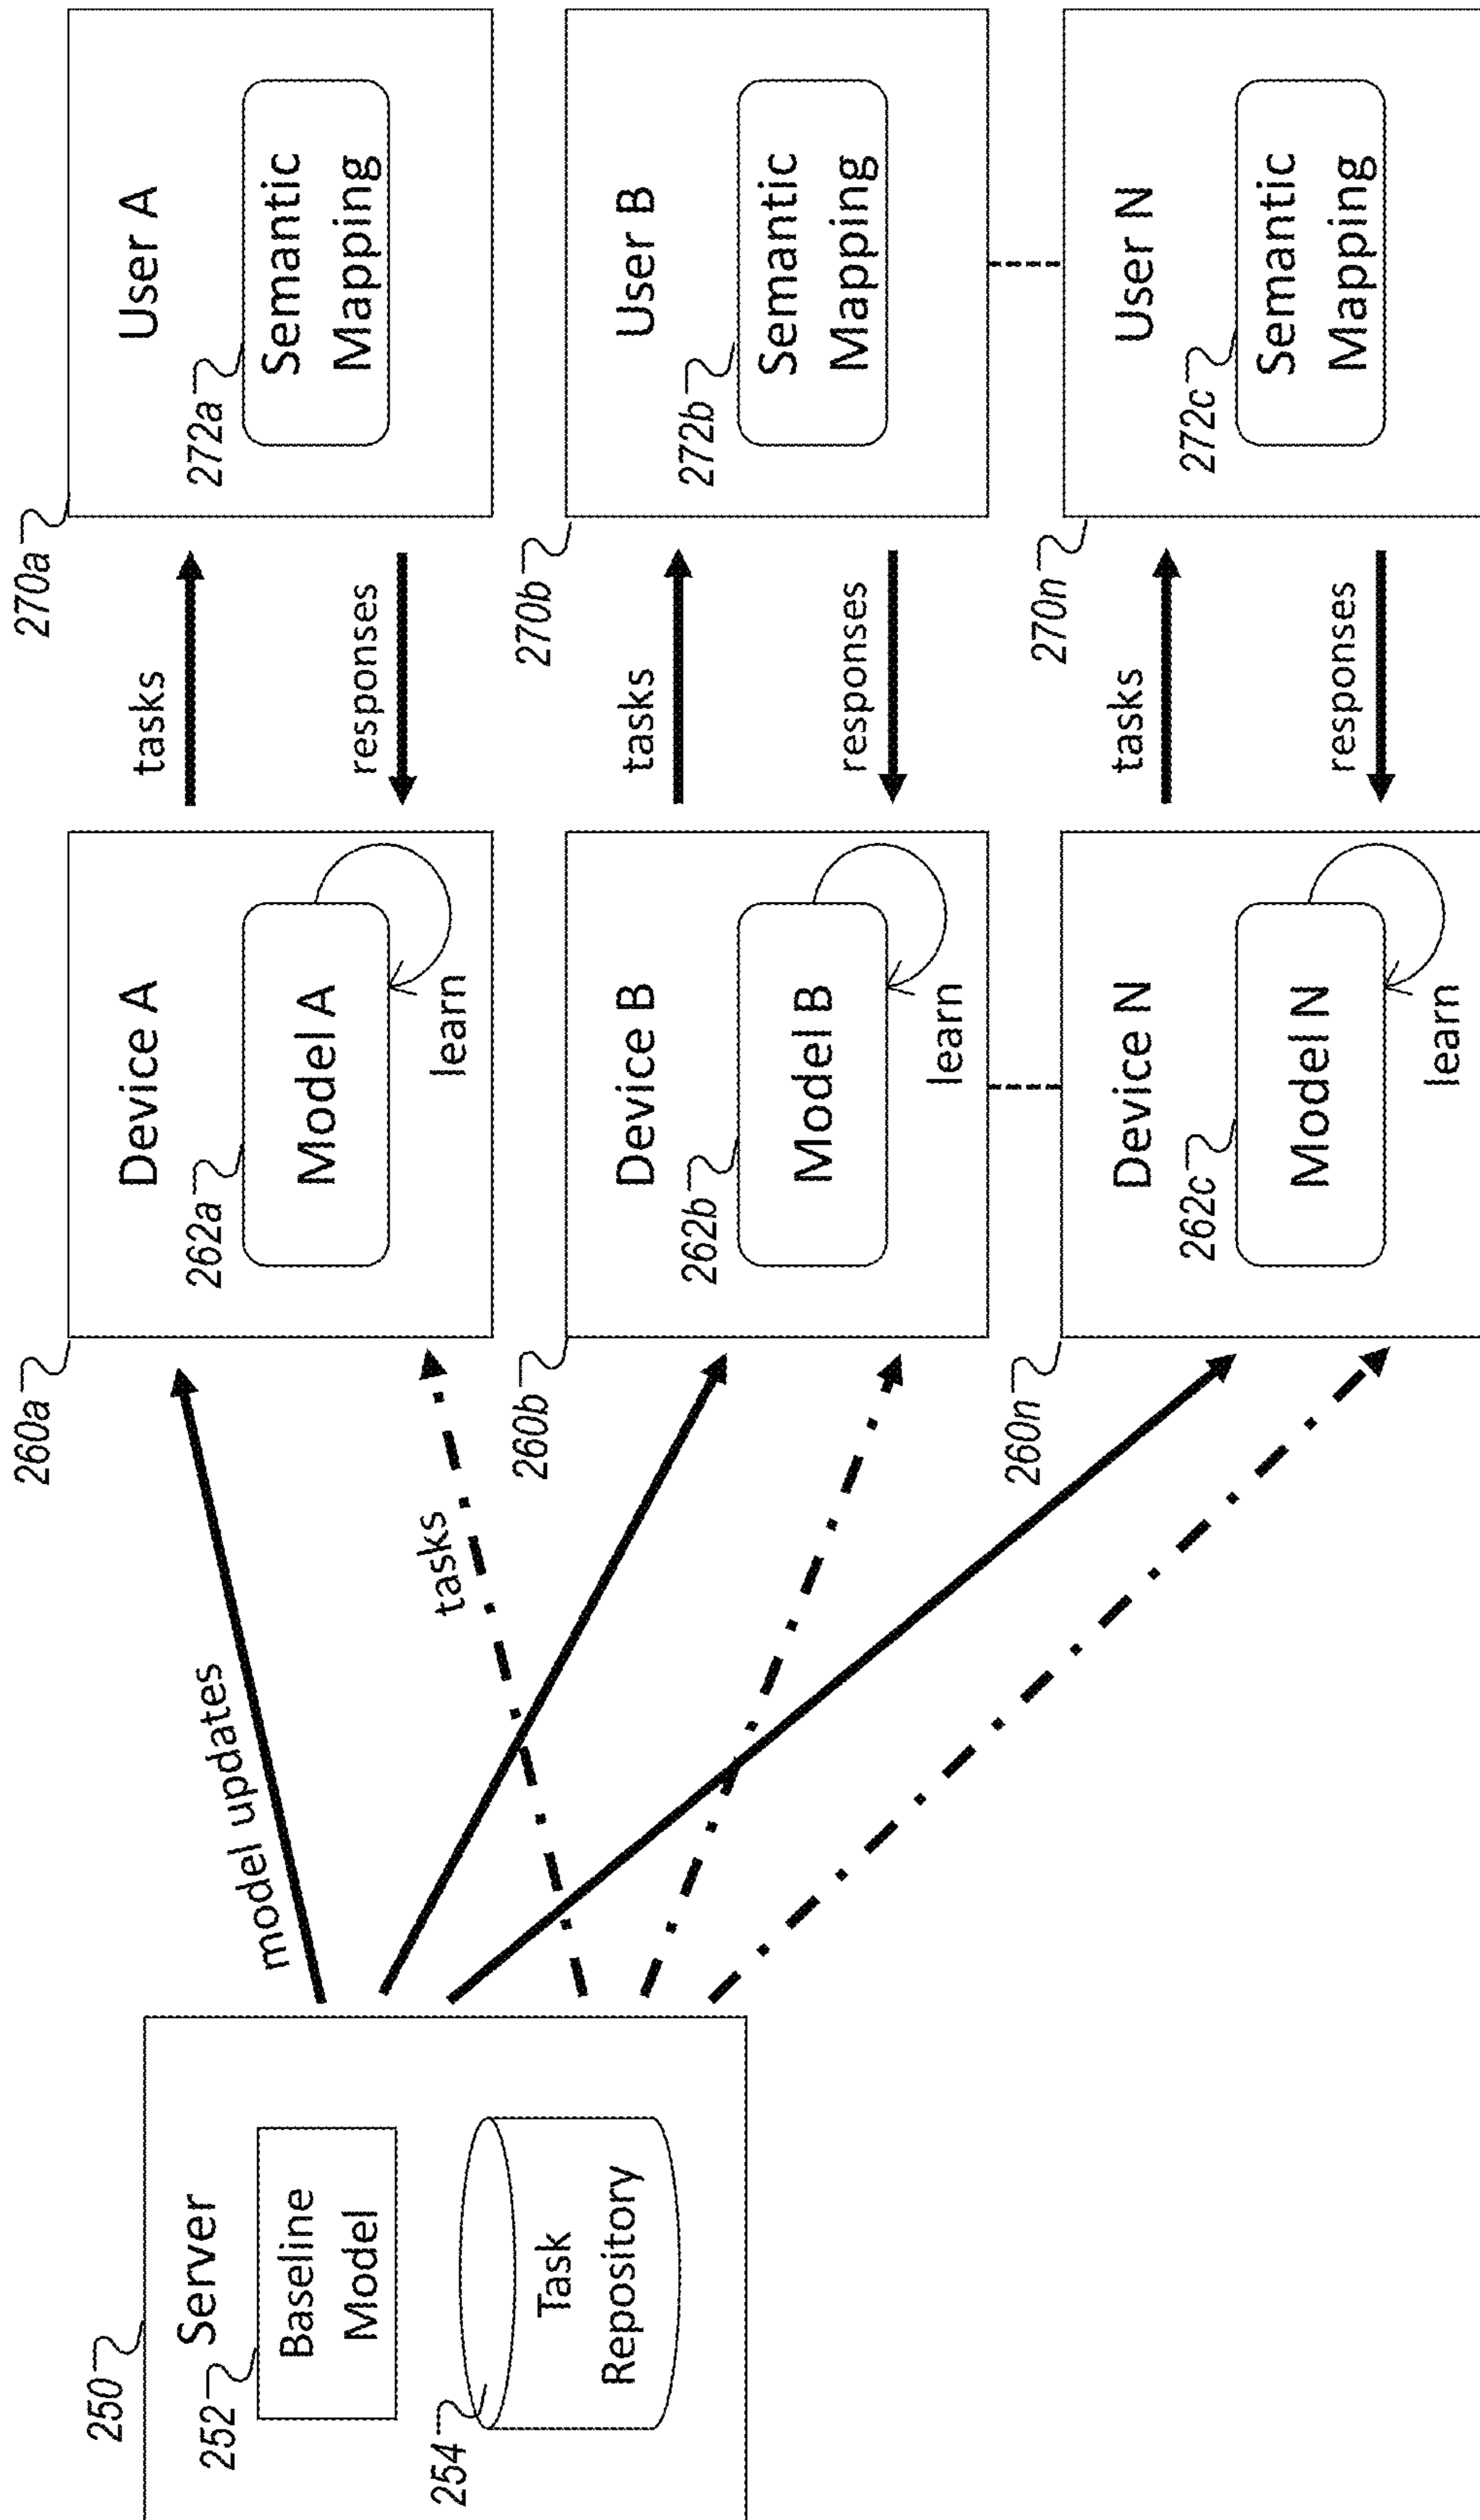 250
Server
252
Baseline
Model
254
Task
Repository
model updates
tasks
260a
Device A
262a
Model A
learn
tasks
responses
270a
User A
272a
Semantic
Mapping
260b
Device B
262b
Model B
learn
tasks
responses
270b
User B
272b
Semantic
Mapping
260n
Device N
262c
Model N
learn
tasks
responses
270n
User N
272c
Semantic
Mapping